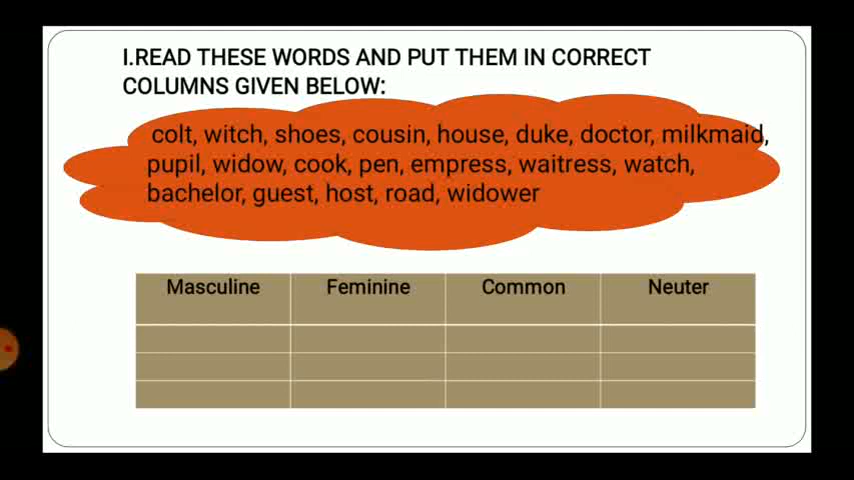 I.READ THESE WORDS AND PUT THEM IN CORRECT
COLUMNS GIVEN BELOW:
colt, witch, shoes, cousin, house, duke, doctor, milkmaid,
pupil, widow, cook, pen, empress, waitress, watch,
bachelor, guest, host, road, widower
Masculine Feminine Common Neuter